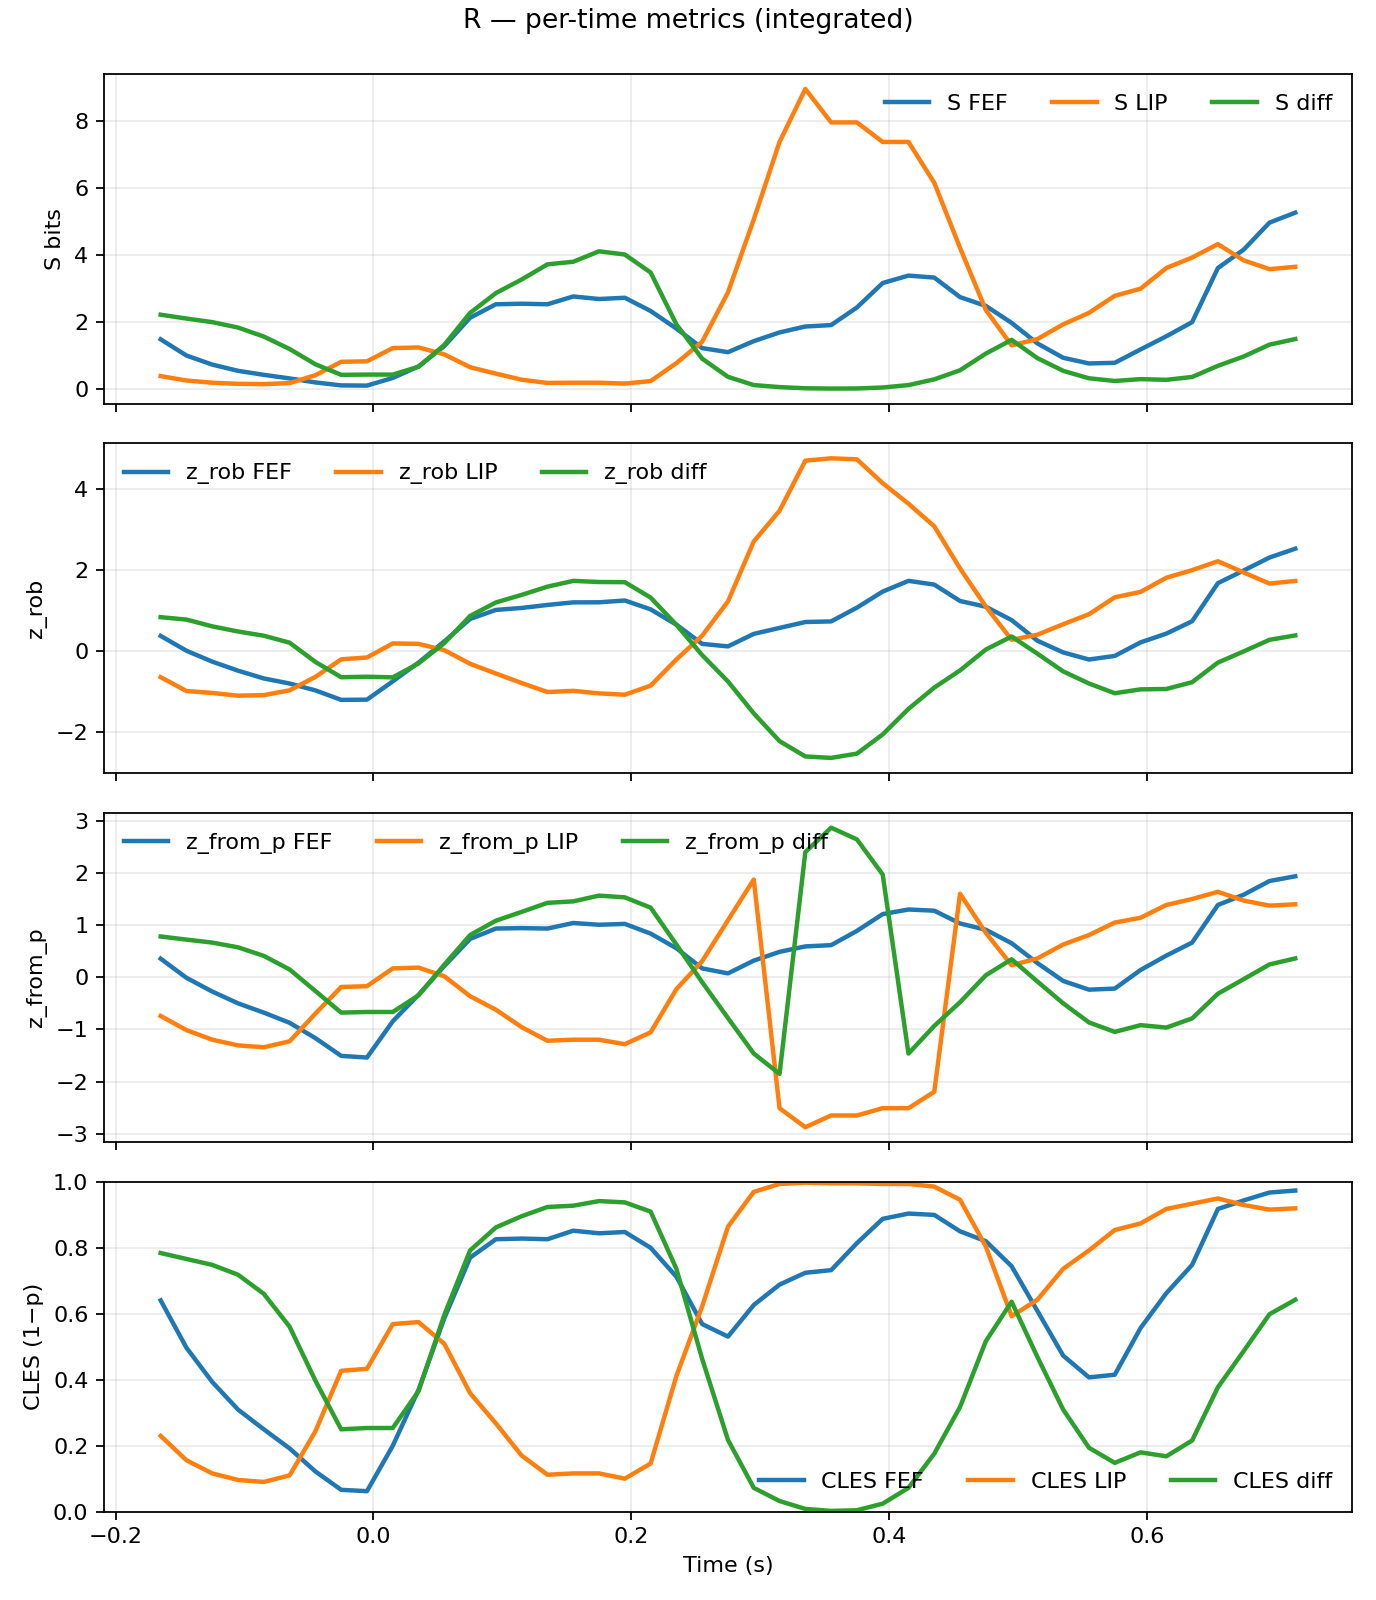 R — per-time metrics (integrated)
S FEF S LIP S diff
8
6
4
2
0
S bits
z_rob FEF z_rob LIP z_rob diff
4
2
0
−2
z_rob
z_from_p FEF z_from_p LIP z_from_p diff
3
2
1
0
−1
−2
−3
z_from_p
1.0
0.8
0.6
0.4
0.2
0.0
CLES (1−p)
CLES FEF CLES LIP CLES diff
−0.2 0.0 0.2 0.4 0.6
Time (s)